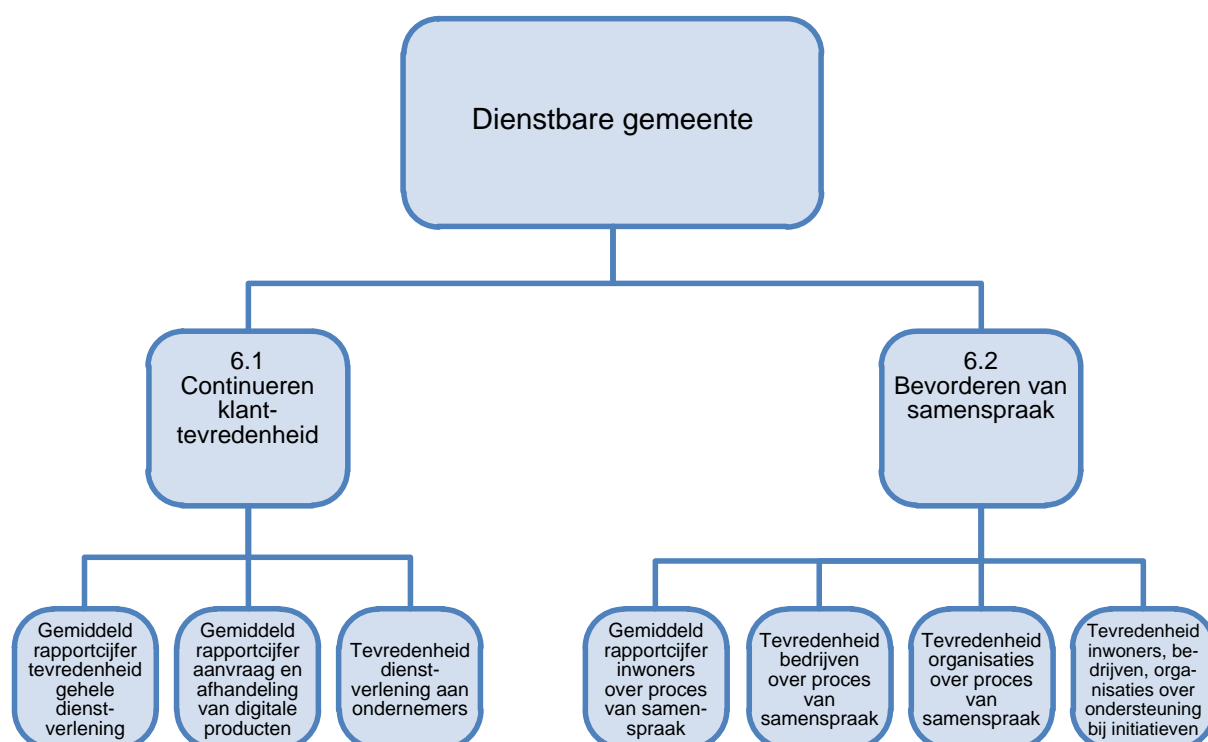 Dienstbare gemeente
6.1
Continueren
klant-
tevredenheid
6.2
Bevorderen van
samenspraak
Gemiddeld
rapportcijfer
tevredenheid
gehele
dienst-
verlening
Gemiddeld
rapportcijfer
aanvraag en
afhandeling
van digitale
producten
Tevredenheid
dienst-
verlening aan
ondernemers
Gemiddeld
rapportcijfer
inwoners
over proces
van samen-
spraak
Tevredenheid
bedrijven
over proces
van
samenspraak
Tevredenheid
organisaties
over proces
van
samenspraak
Tevredenheid
inwoners, be-
drijven, orga-
nisaties over
ondersteuning
bij initiatieven